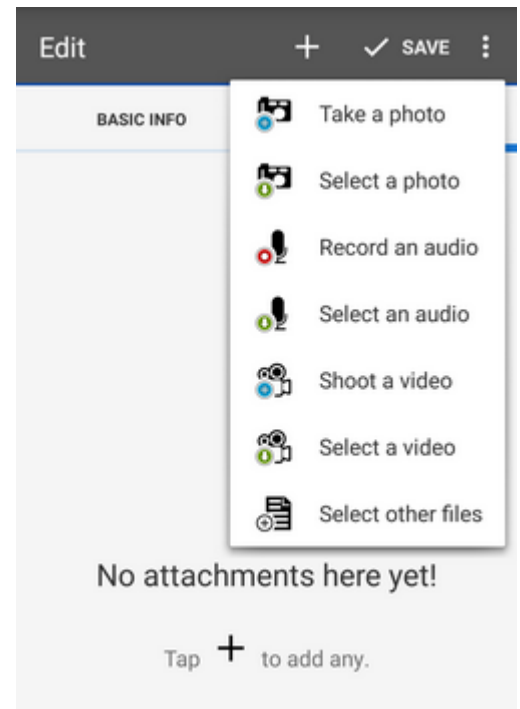 Edit
SAVE
BASIC INFO
Take a photo
Select a photo
Record an audio
Select an audio
Shoot a video
Select a video
Select other files
No attachments here yet!
Tap + to add any.